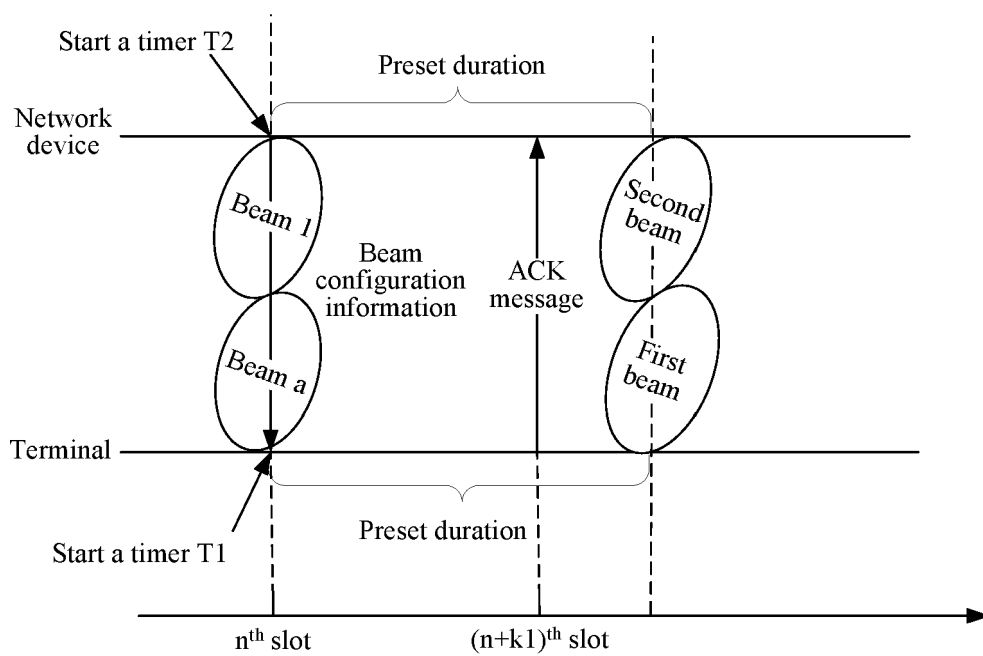 Start a timer T2
Preset duration
Network
device
Beam 1
Second
beam
Beam
configuration
information
ACK
message
Beam a
First
beam
Terminal
Preset duration
Start a timer T1
nth slot
(n+k1)th slot